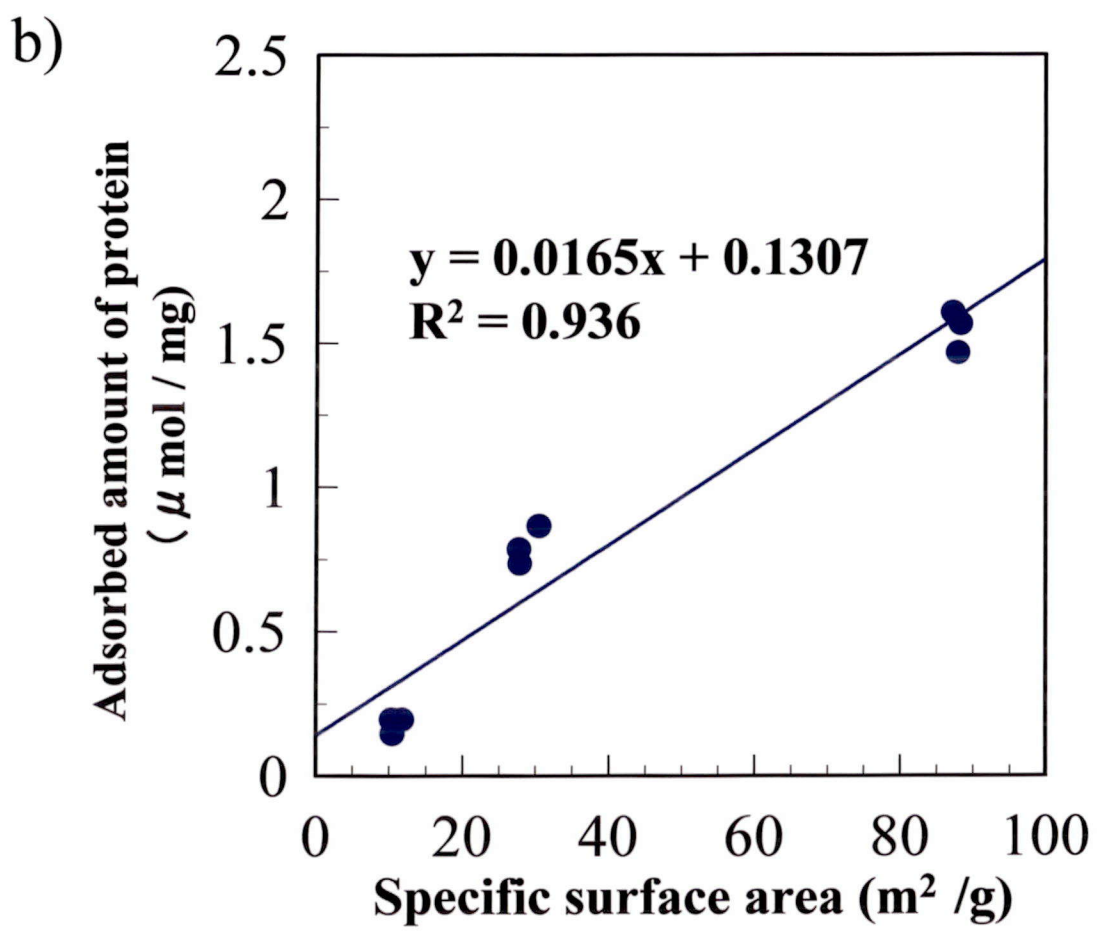 b)
2.5
2
1.5
1
0.5
0
Adsorbed amount of protein
(μ mol / mg)
y = 0.0165x + 0.1307
R² = 0.936
0 20 40 60 80 100
Specific surface area (m² /g)